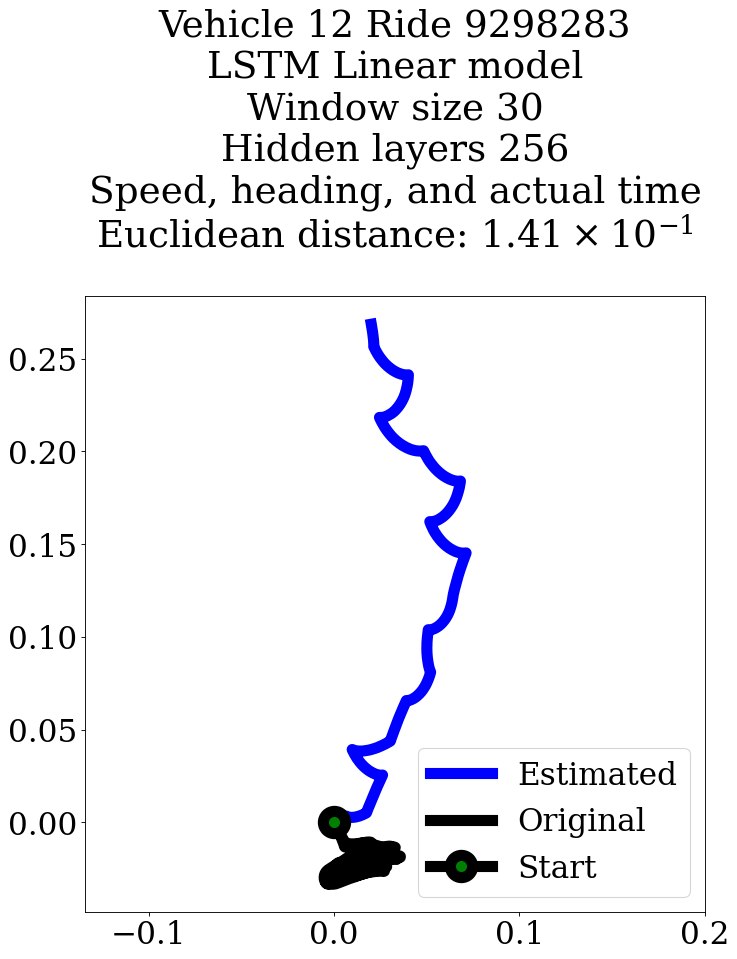 Vehicle 12 Ride 9298283
LSTM Linear model
Window size 30
Hidden layers 256
Speed, heading, and actual time
Euclidean distance: 1.41 × 10⁻¹
0.25
0.20
0.15
0.10
0.05
0.00
Estimated
Original
Start
−0.1
0.0
0.1
0.2